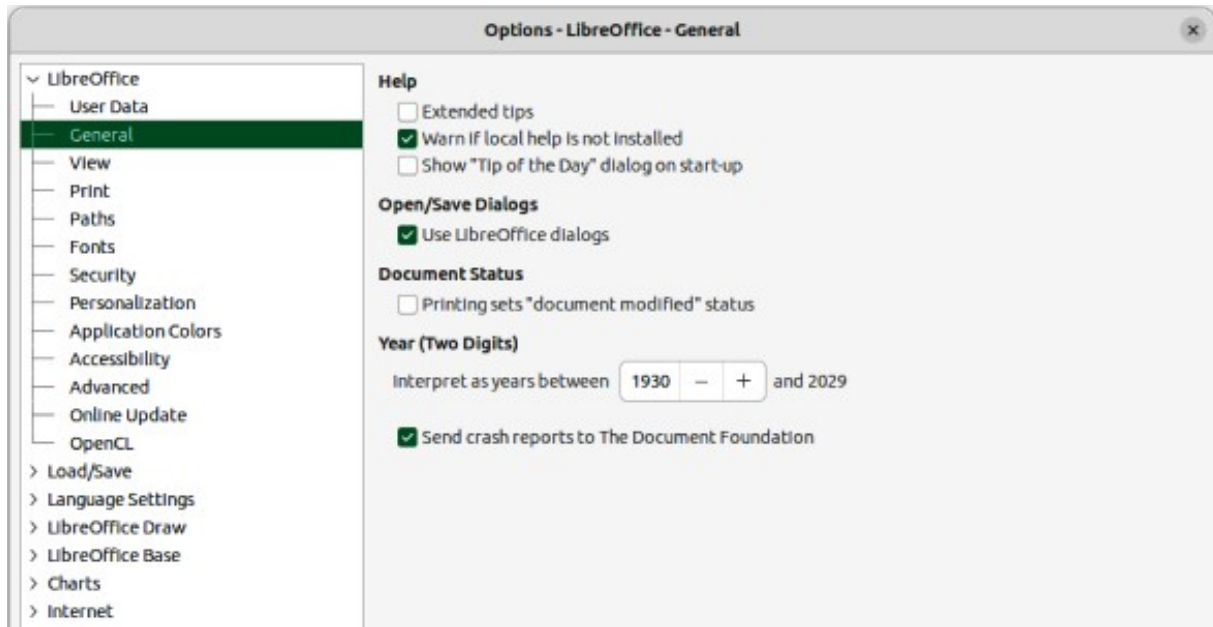 Options - LibreOffice - General
LibreOffice
User Data
General
View
Print
Paths
Fonts
Security
Personalization
Application Colors
Accessibility
Advanced
Online Update
OpenCL
Load/Save
Language Settings
LibreOffice Draw
LibreOffice Base
Charts
Internet
Help
Extended tips
Warn if local help is not installed
Show "Tip of the Day" dialog on start-up
Open/Save Dialogs
Use LibreOffice dialogs
Document Status
Printing sets "document modified" status
Year (Two Digits)
Interpret as years between 1930 − + and 2029
Send crash reports to The Document Foundation